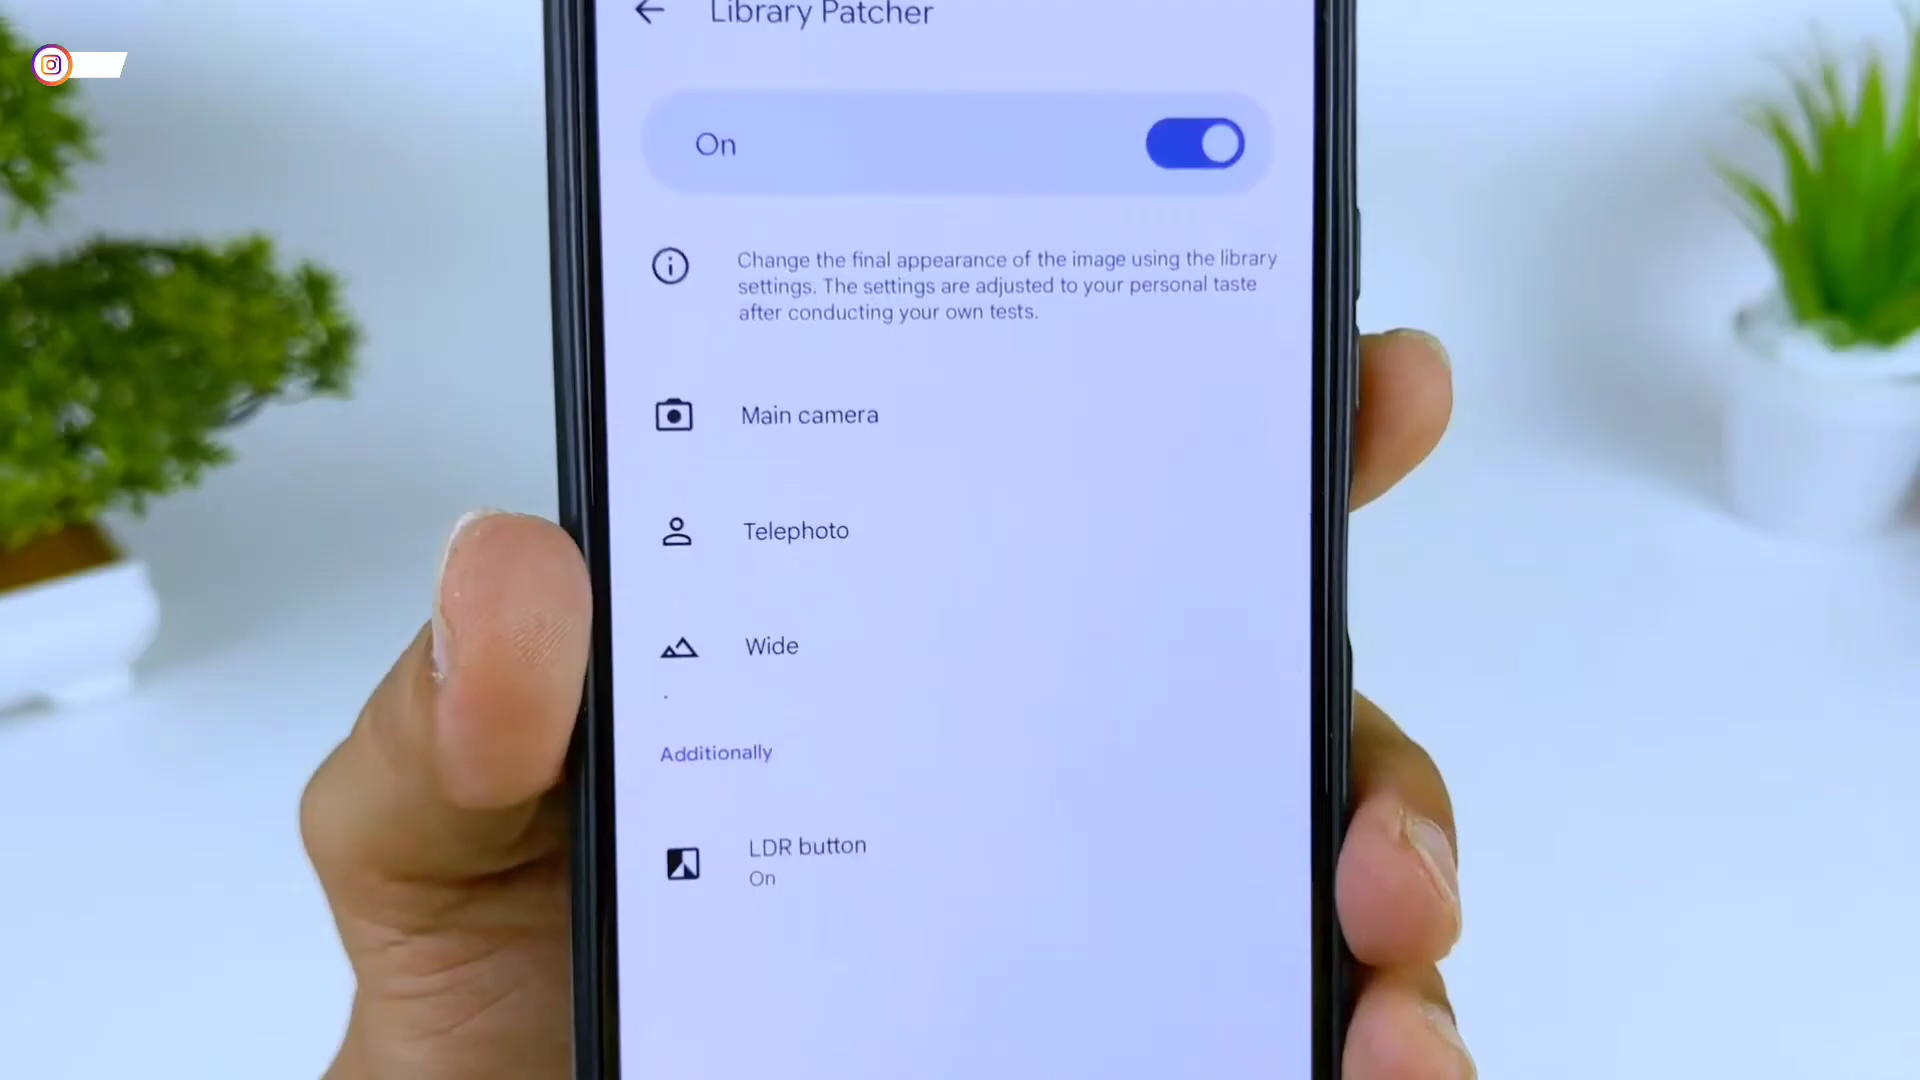 Library Patcher
On
Change the final appearance of the image using the library
settings. The settings are adjusted to your personal taste
after conducting your own tests.
Main camera
Telephoto
Wide
Additionally
LDR button
On